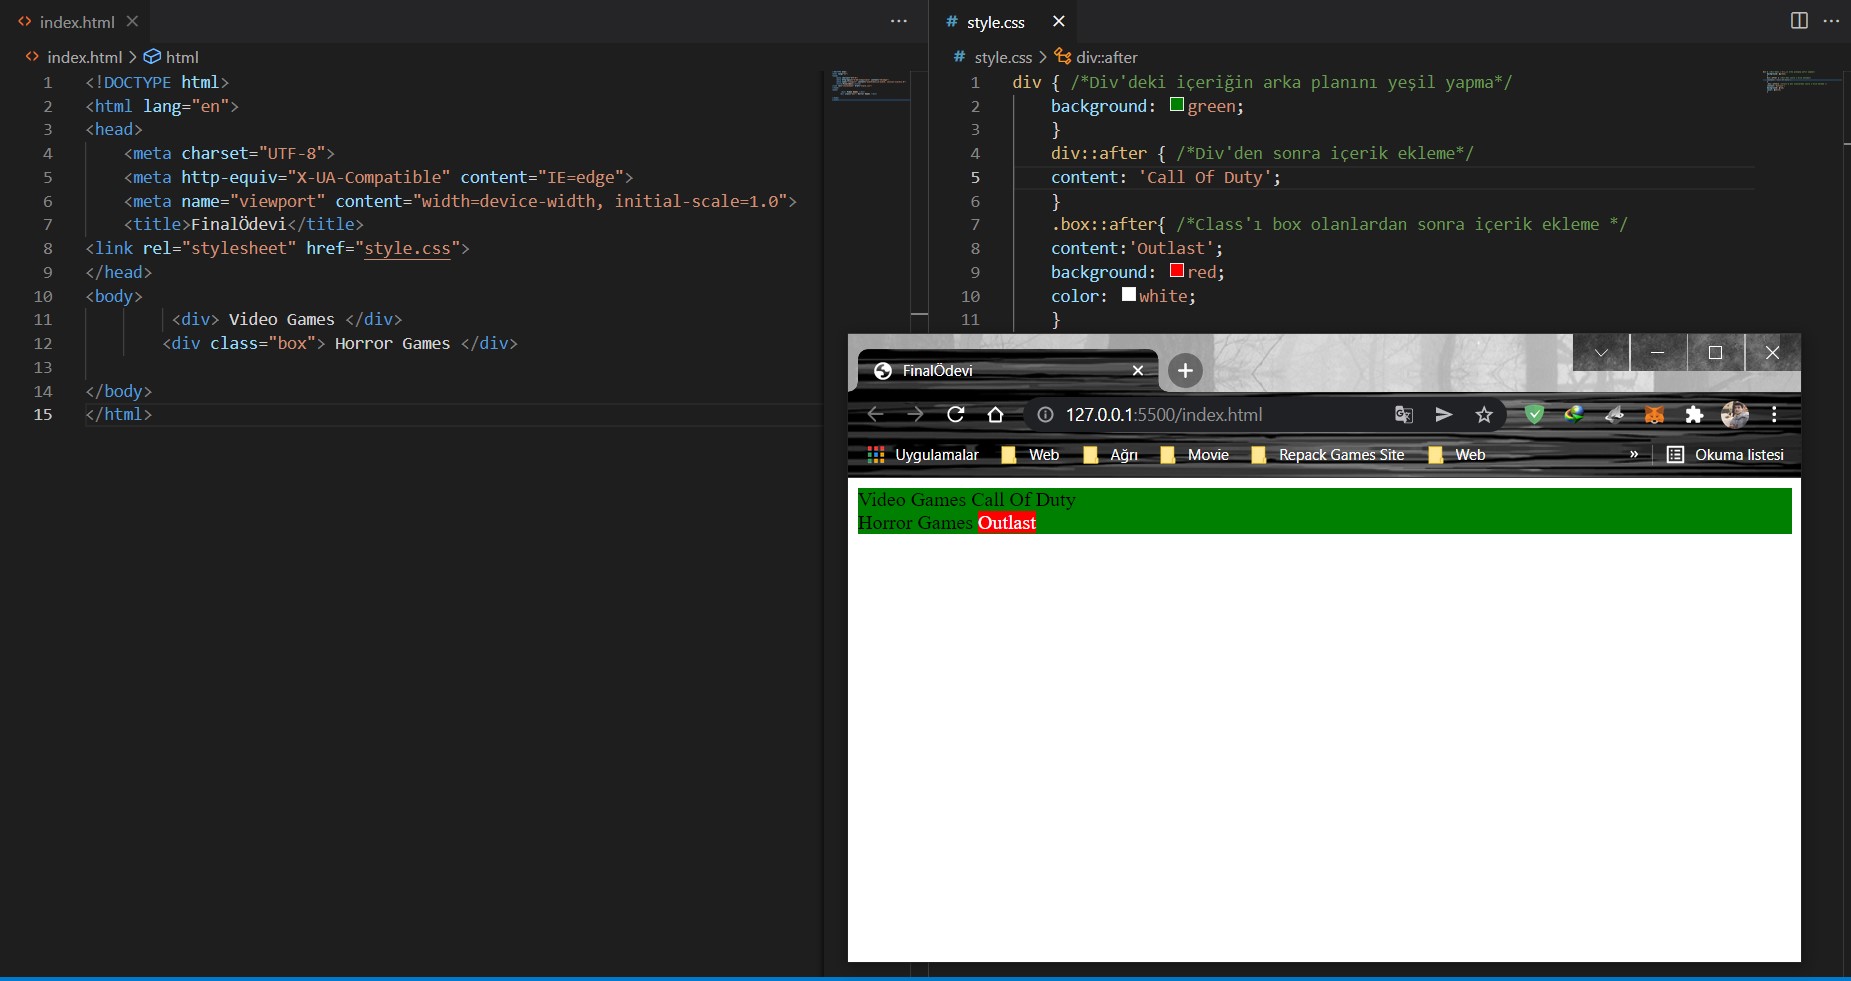 index.html
index.html > html
1 <!DOCTYPE html>
2 <html lang="en">
3 <head>
4 <meta charset="UTF-8">
5 <meta http-equiv="X-UA-Compatible" content="IE=edge">
6 <meta name="viewport" content="width=device-width, initial-scale=1.0">
7 <title>FinalÖdevi</title>
8 <link rel="stylesheet" href="style.css">
9 </head>
10 <body>
11 <div> Video Games </div>
12 <div class="box"> Horror Games </div>
13
14 </body>
15 </html>
# style.css
# style.css > div::after
1 div { /*Div'deki içeriğin arka planını yeşil yapma*/
2 background: green;
3 }
4 div::after { /*Div'den sonra içerik ekleme*/
5 content: 'Call Of Duty';
6 }
7 .box::after{ /*Class'ı box olanlardan sonra içerik ekleme */
8 content:'Outlast';
9 background: red;
10 color: white;
11 }
FinalÖdevi
127.0.0.1:5500/index.html
Uygulamalar Web Ağrı Movie Repack Games Site Web » Okuma listesi
Video Games Call Of Duty
Horror Games Outlast